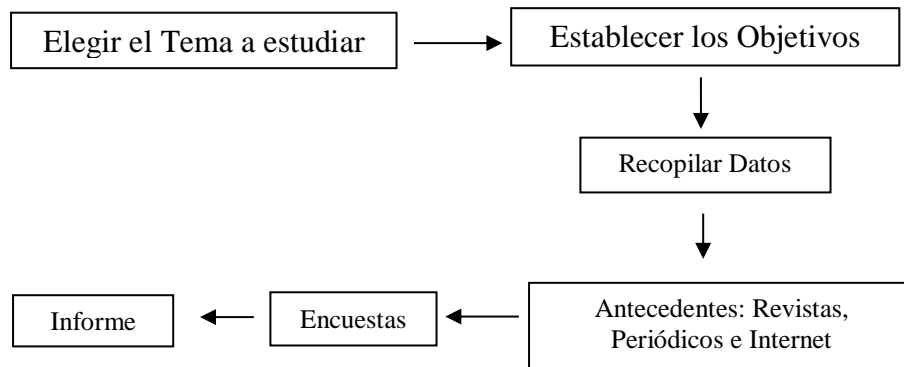 Elegir el Tema a estudiar
Establecer los Objetivos
Recopilar Datos
Antecedentes: Revistas,
Periódicos e Internet
Encuestas
Informe